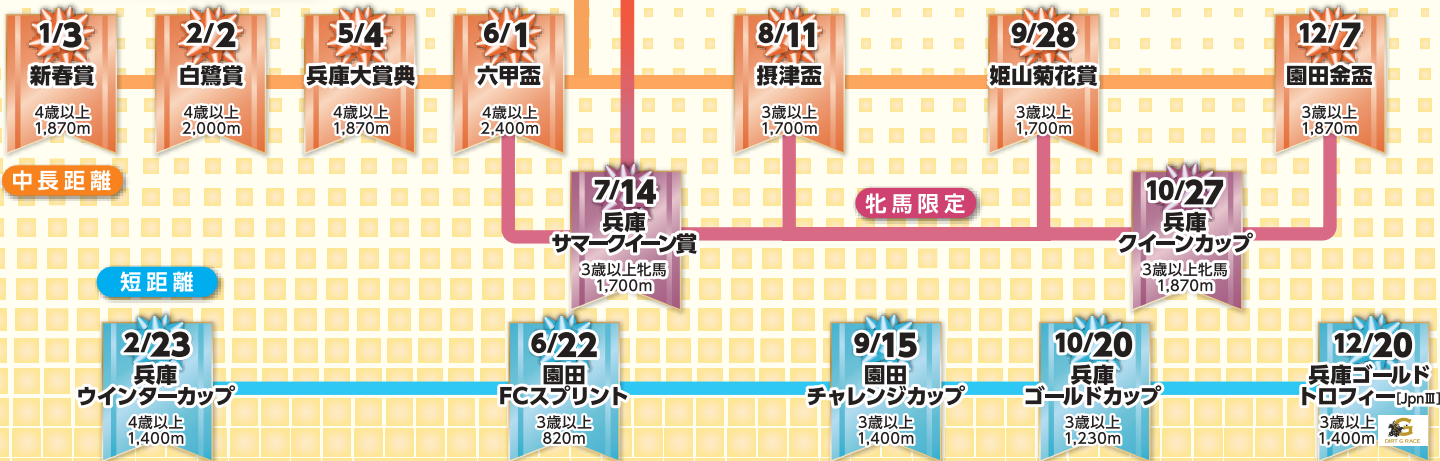 1/3
新春賞
4歳以上
1,870m
2/2
白鷺賞
4歳以上
2,000m
5/4
兵庫大賞典
4歳以上
1,870m
6/1
六甲盃
4歳以上
2,400m
8/11
摂津盃
3歳以上
1,700m
9/28
姫山菊花賞
3歳以上
1,700m
12/7
園田金盃
3歳以上
1,870m
中長距離
7/14
兵庫
サマークイーン賞
3歳以上牝馬
1,700m
牝馬限定
10/27
兵庫
クイーンカップ
3歳以上牝馬
1,870m
短距離
2/23
兵庫
ウインターカップ
4歳以上
1,400m
6/22
園田
FCスプリント
3歳以上
820m
9/15
園田
チャレンジカップ
3歳以上
1,400m
10/20
兵庫
ゴールドカップ
3歳以上
1,230m
12/20
兵庫ゴールド
トロフィー[JpnⅢ]
3歳以上
1,400m
G
DIRT G RACE